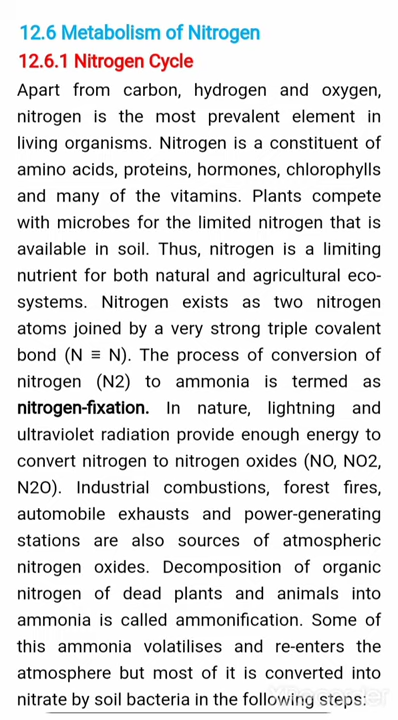 12.6 Metabolism of Nitrogen
12.6.1 Nitrogen Cycle
Apart from carbon, hydrogen and oxygen,
nitrogen is the most prevalent element in
living organisms. Nitrogen is a constituent of
amino acids, proteins, hormones, chlorophylls
and many of the vitamins. Plants compete
with microbes for the limited nitrogen that is
available in soil. Thus, nitrogen is a limiting
nutrient for both natural and agricultural eco-
systems. Nitrogen exists as two nitrogen
atoms joined by a very strong triple covalent
bond (N ≡ N). The process of conversion of
nitrogen (N2) to ammonia is termed as
nitrogen-fixation. In nature, lightning and
ultraviolet radiation provide enough energy to
convert nitrogen to nitrogen oxides (NO, NO2,
N2O). Industrial combustions, forest fires,
automobile exhausts and power-generating
stations are also sources of atmospheric
nitrogen oxides. Decomposition of organic
nitrogen of dead plants and animals into
ammonia is called ammonification. Some of
this ammonia volatilises and re-enters the
atmosphere but most of it is converted into
nitrate by soil bacteria in the following steps: